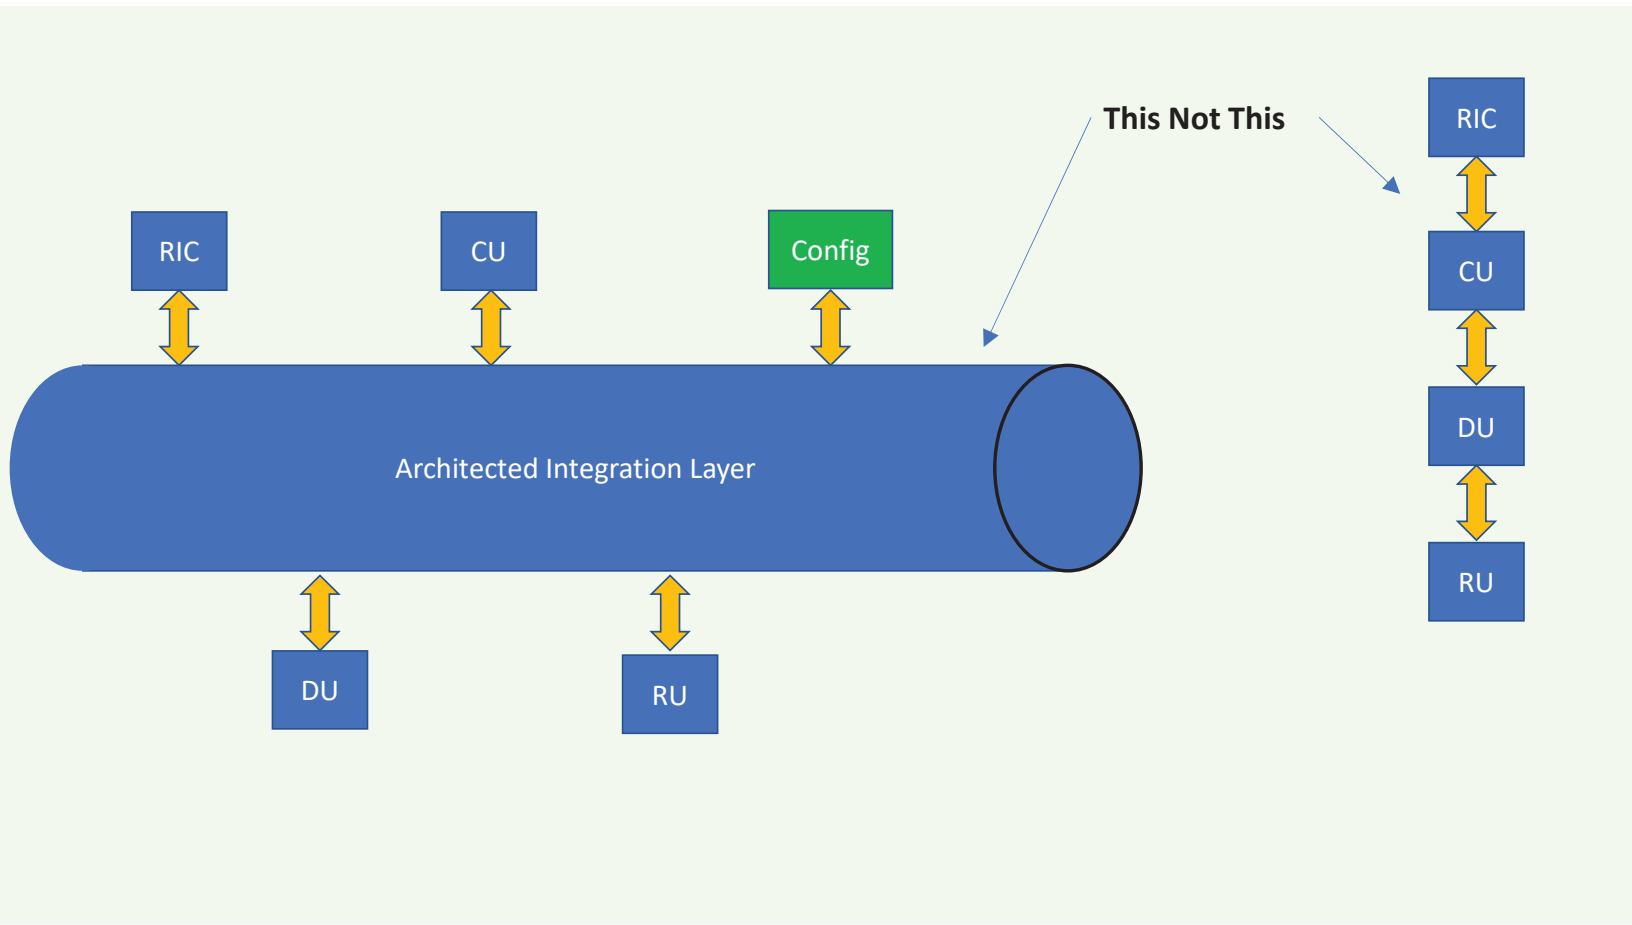 This Not This
RIC
CU
Config
Architected Integration Layer
DU
RU
RIC
CU
DU
RU